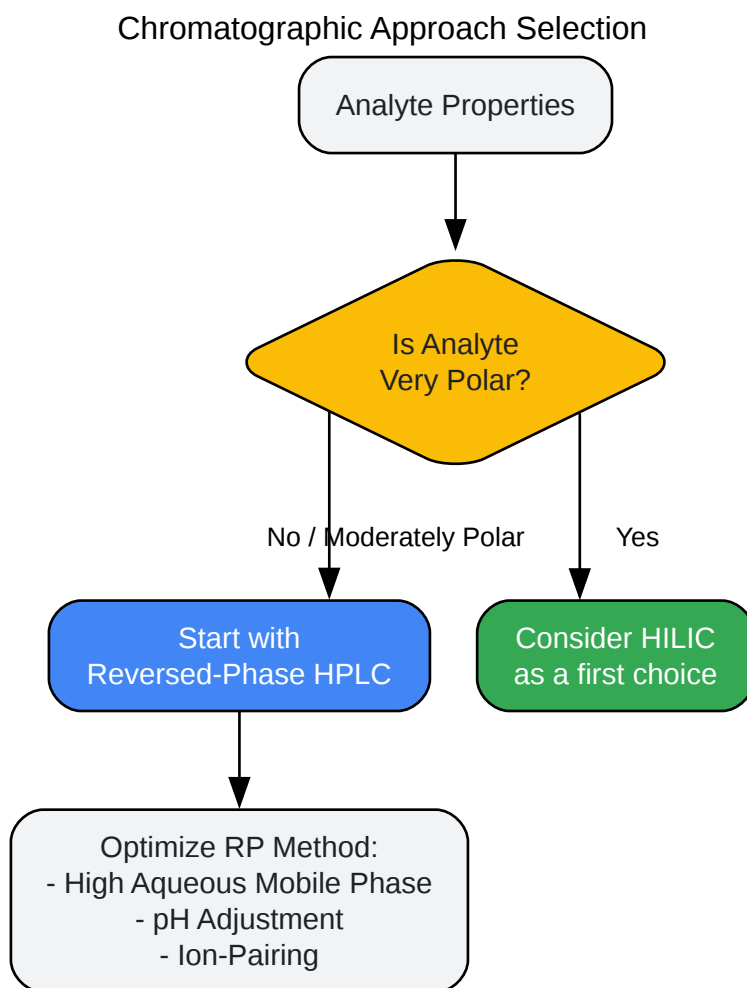 Chromatographic Approach Selection
Analyte Properties
Is Analyte
Very Polar?
No / Moderately Polar
Yes
Start with
Reversed-Phase HPLC
Consider HILIC
as a first choice
Optimize RP Method:
- High Aqueous Mobile Phase
- pH Adjustment
- Ion-Pairing